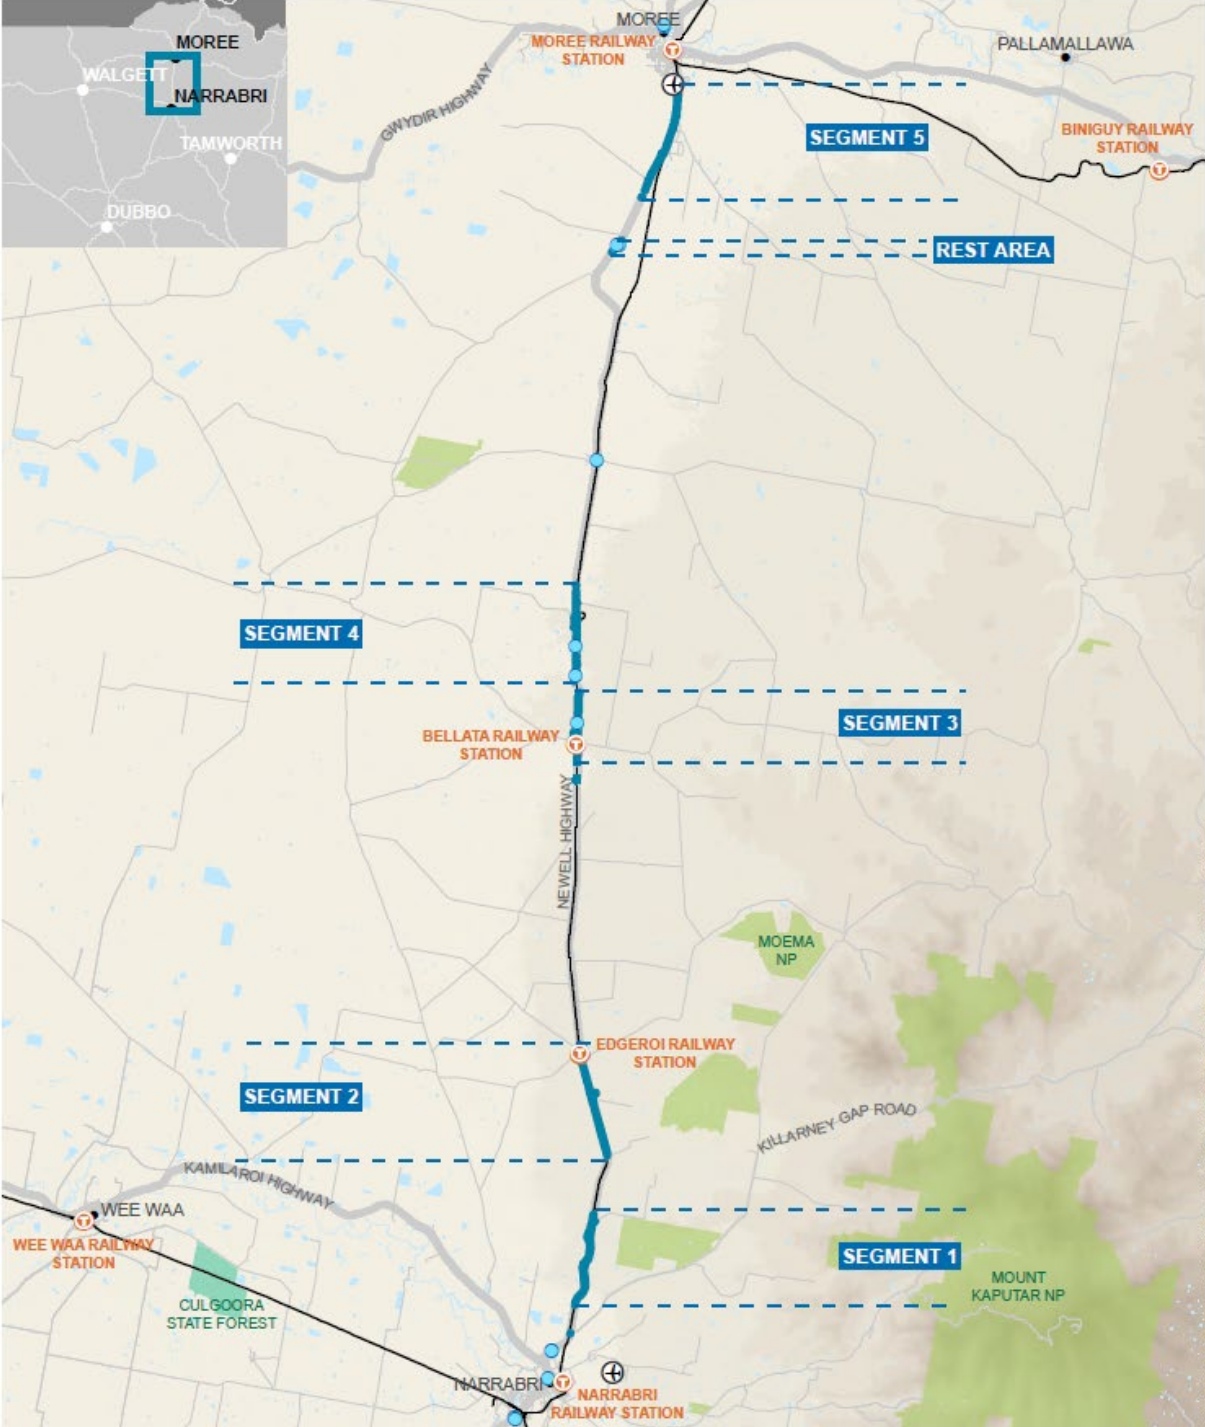 MOREE
WALGETT
NARRABRI
TAMWORTH
DUBBO
MOREE
MOREE RAILWAY
STATION
PALLAMALLAWA
GWYDIR HIGHWAY
SEGMENT 5
BINIGUY RAILWAY
STATION
REST AREA
SEGMENT 4
SEGMENT 3
BELLATA RAILWAY
STATION
NEWELL HIGHWAY
MOEMA
NP
EDGEROI RAILWAY
STATION
SEGMENT 2
KILLARNEY GAP ROAD
KAMILAROI HIGHWAY
WEE WAA
WEE WAA RAILWAY
STATION
SEGMENT 1
MOUNT
KAPUTAR NP
CULGOORA
STATE FOREST
NARRABRI
NARRABRI
RAILWAY STATION